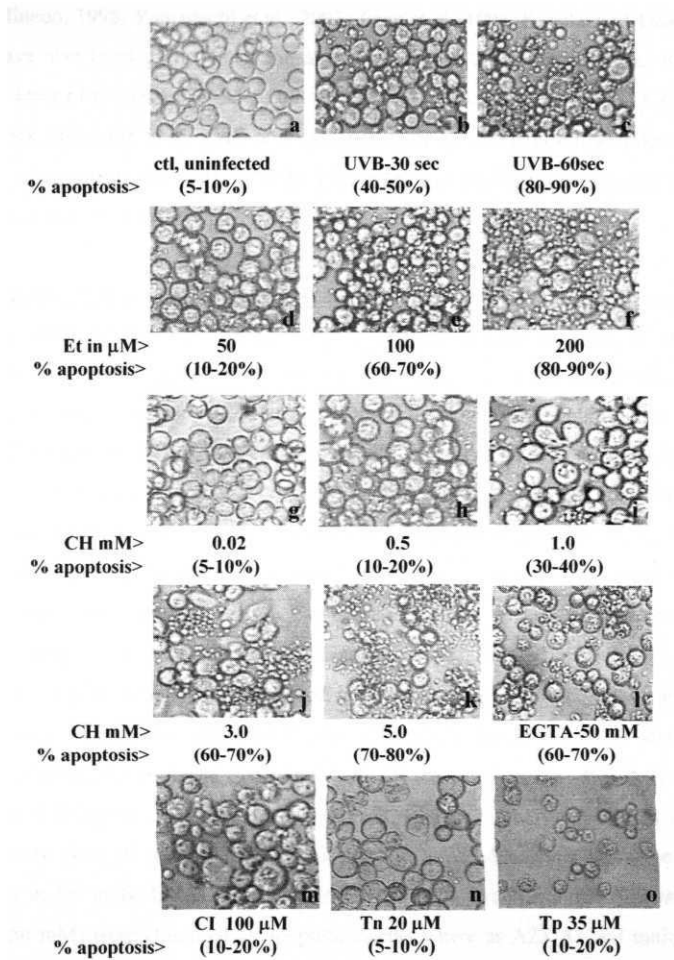 a b c
ctl, uninfected UVB-30 sec UVB-60sec
% apoptosis> (5-10%) (40-50%) (80-90%)
d e f
Et in µM> 50 100 200
% apoptosis> (10-20%) (60-70%) (80-90%)
g h i
CH mM> 0.02 0.5 1.0
% apoptosis> (5-10%) (10-20%) (30-40%)
j k l
CH mM> 3.0 5.0 EGTA-50 mM
% apoptosis> (60-70%) (70-80%) (60-70%)
m n o
CI 100 µM Tn 20 µM Tp 35 µM
% apoptosis> (10-20%) (5-10%) (10-20%)